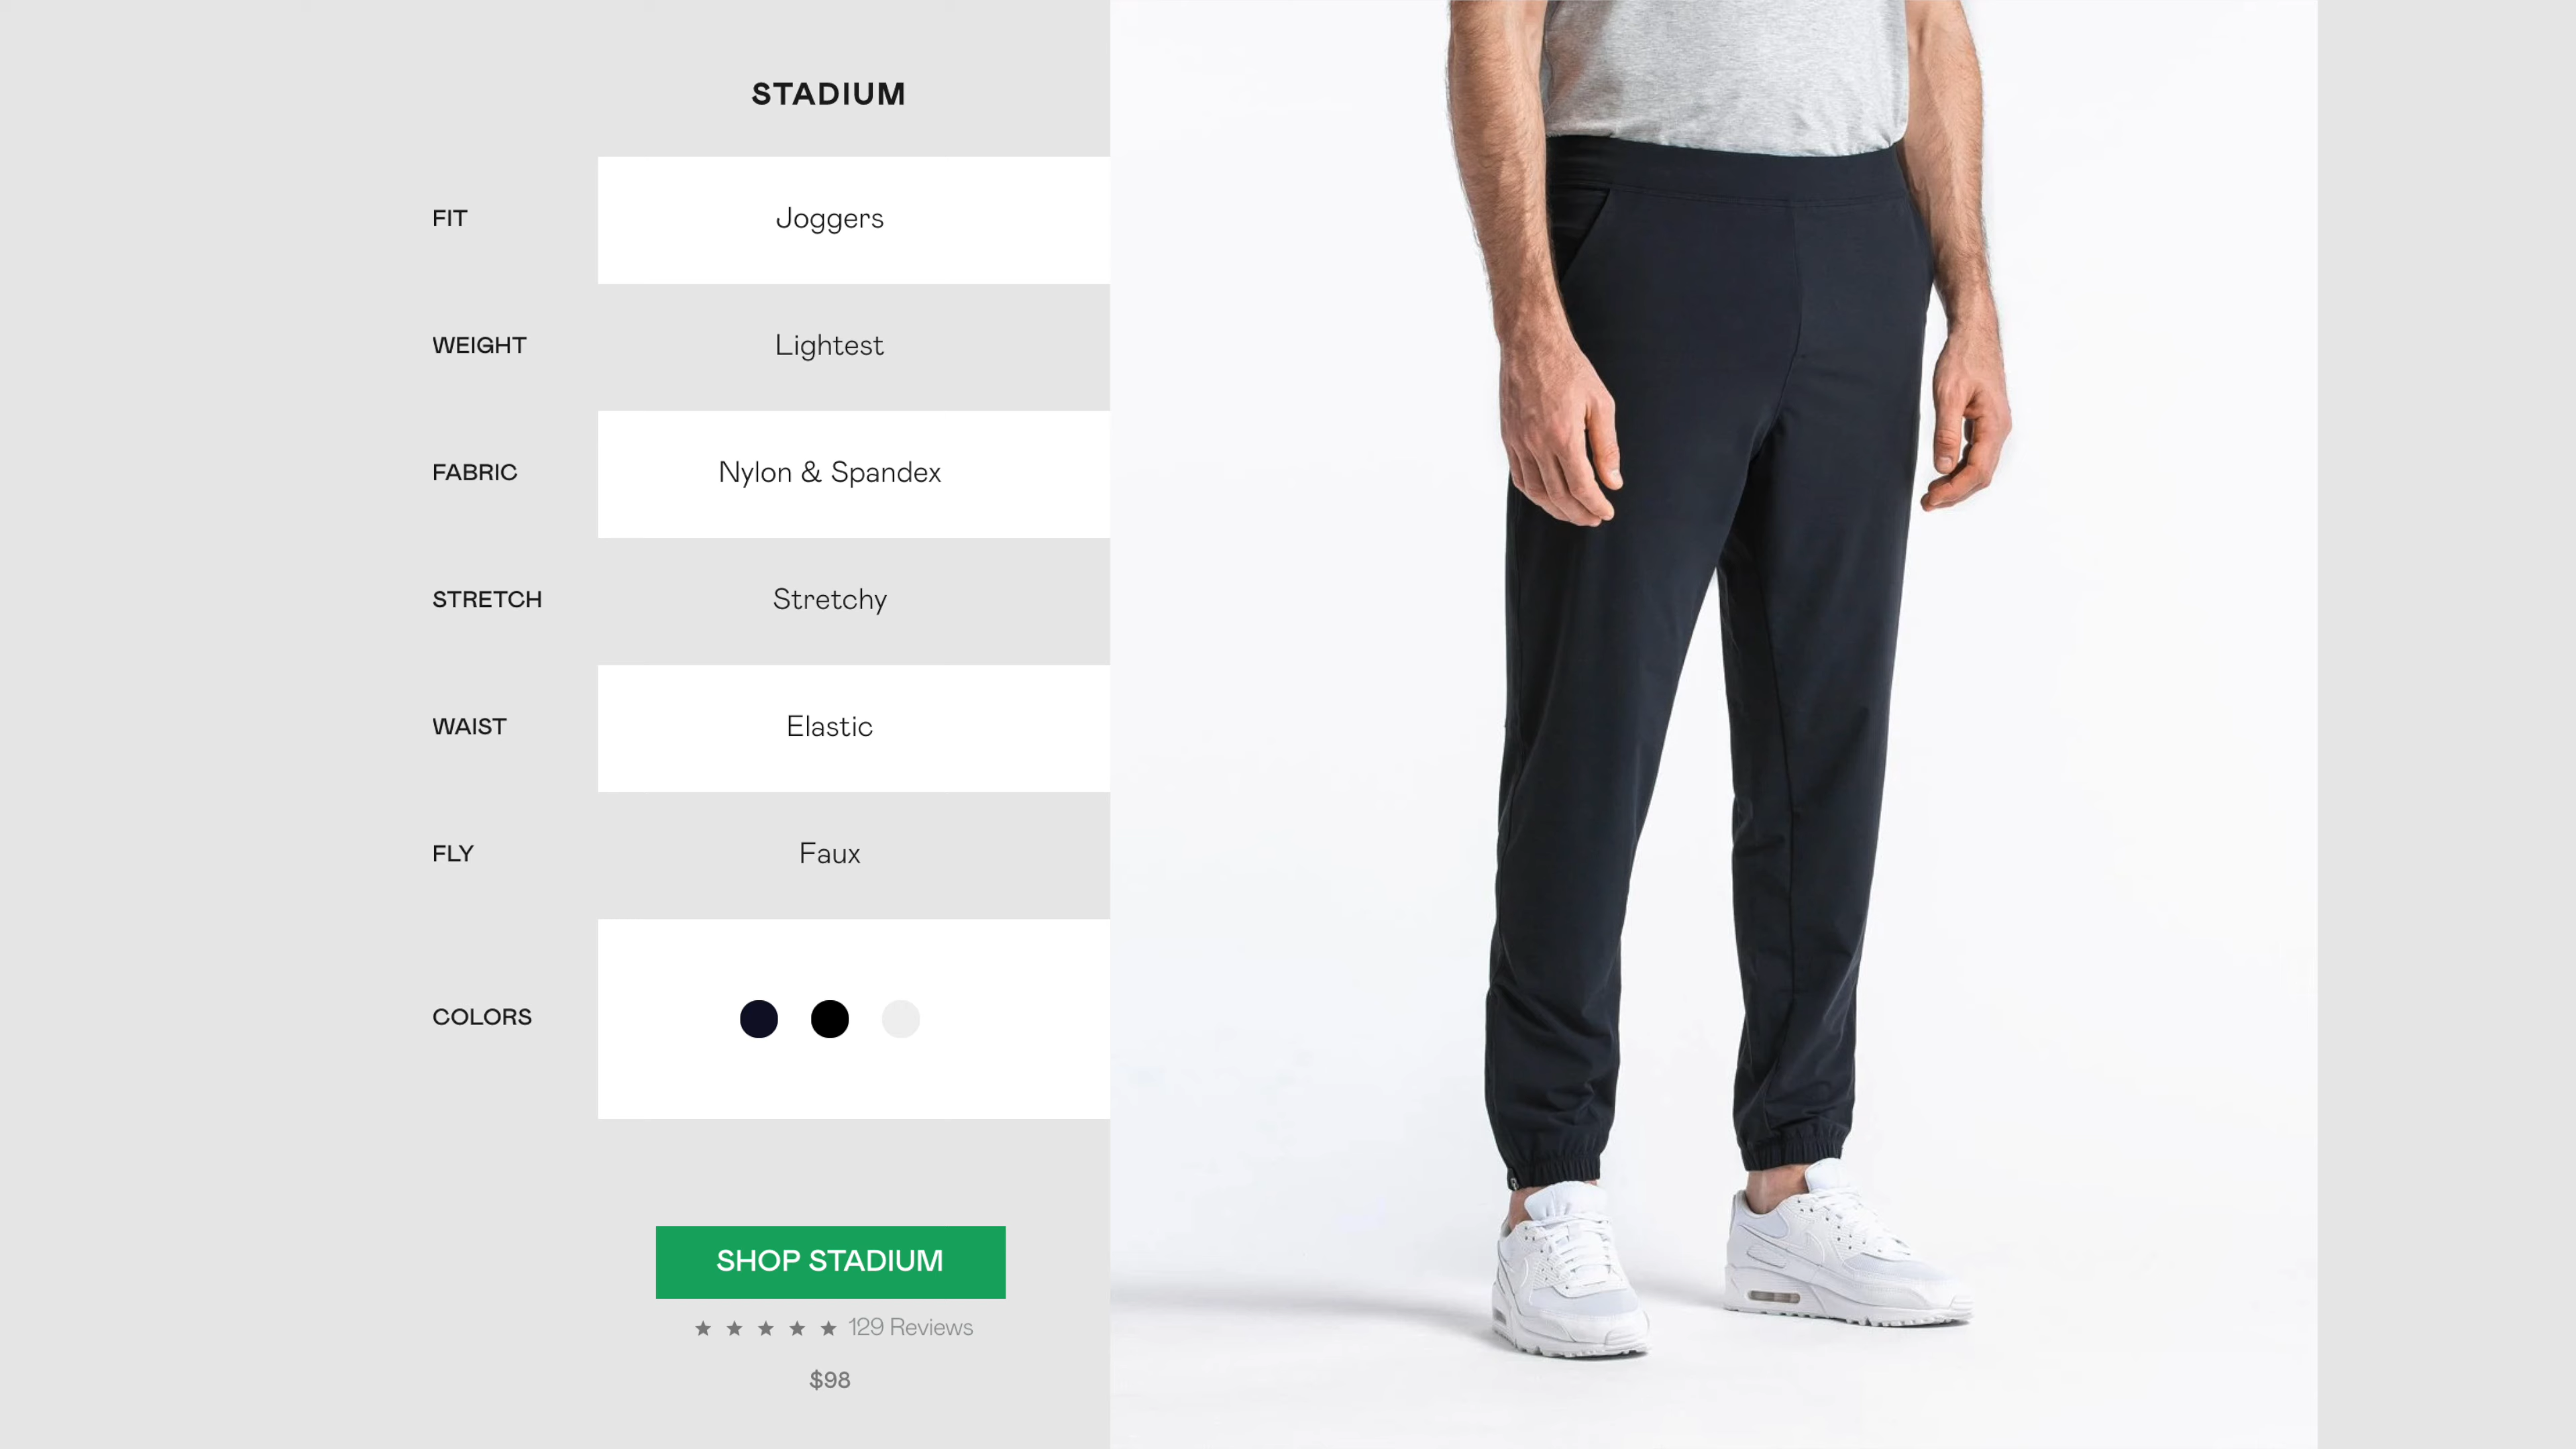 STADIUM
FIT Joggers
WEIGHT Lightest
FABRIC Nylon & Spandex
STRETCH Stretchy
WAIST Elastic
FLY Faux
COLORS
SHOP STADIUM
★ ★ ★ ★ ★ 129 Reviews
$98